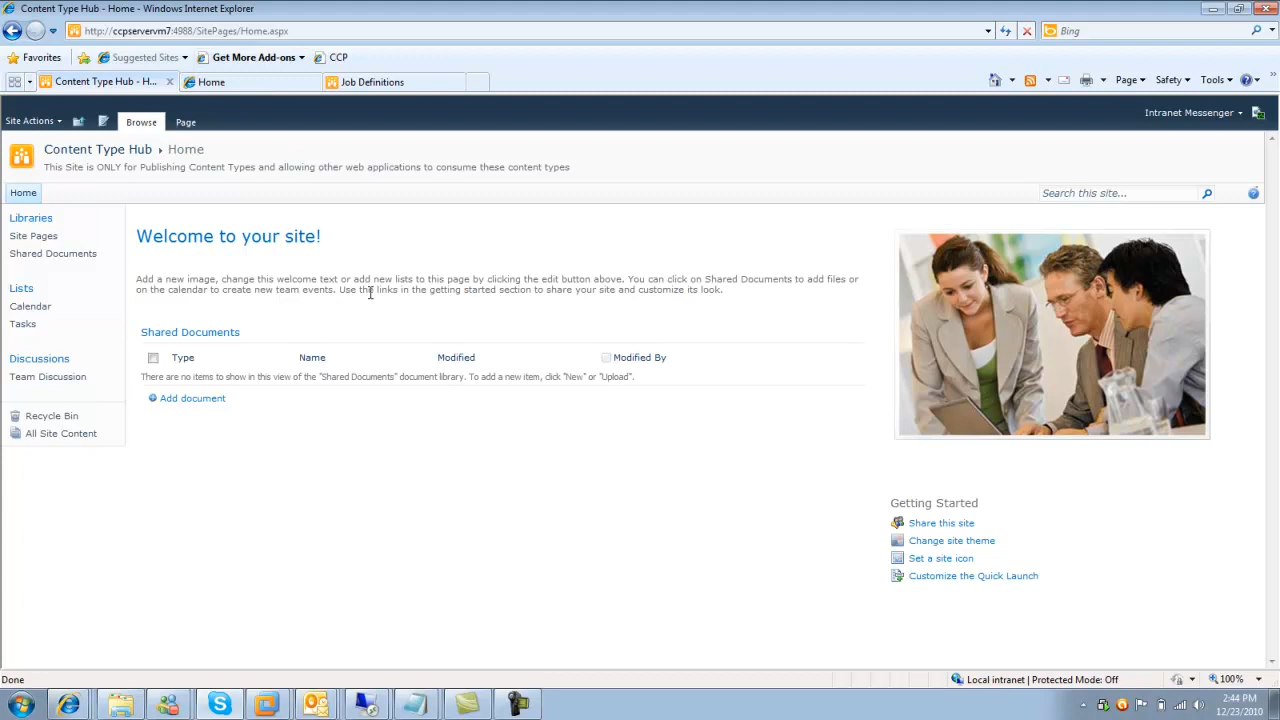 Content Type Hub - Home - Windows Internet Explorer
http://ccpservervm7:4988/SitePages/Home.aspx
Bing
Favorites
Suggested Sites
Get More Add-ons
CCP
Content Type Hub - H...
Home
Job Definitions
Page
Safety
Tools
Site Actions
Browse
Page
Intranet Messenger
Content Type Hub
Home
This Site is ONLY for Publishing Content Types and allowing other web applications to consume these content types
Home
Search this site...
Libraries
Site Pages
Shared Documents
Lists
Calendar
Tasks
Discussions
Team Discussion
Recycle Bin
All Site Content
Welcome to your site!
Add a new image, change this welcome text or add new lists to this page by clicking the edit button above. You can click on Shared Documents to add files or
on the calendar to create new team events. Use the links in the getting started section to share your site and customize its look.
Shared Documents
Type Name Modified Modified By
There are no items to show in this view of the "Shared Documents" document library. To add a new item, click "New" or "Upload".
Add document
Getting Started
Share this site
Change site theme
Set a site icon
Customize the Quick Launch
Done
Local intranet | Protected Mode: Off
100%
2:44 PM
12/23/2010